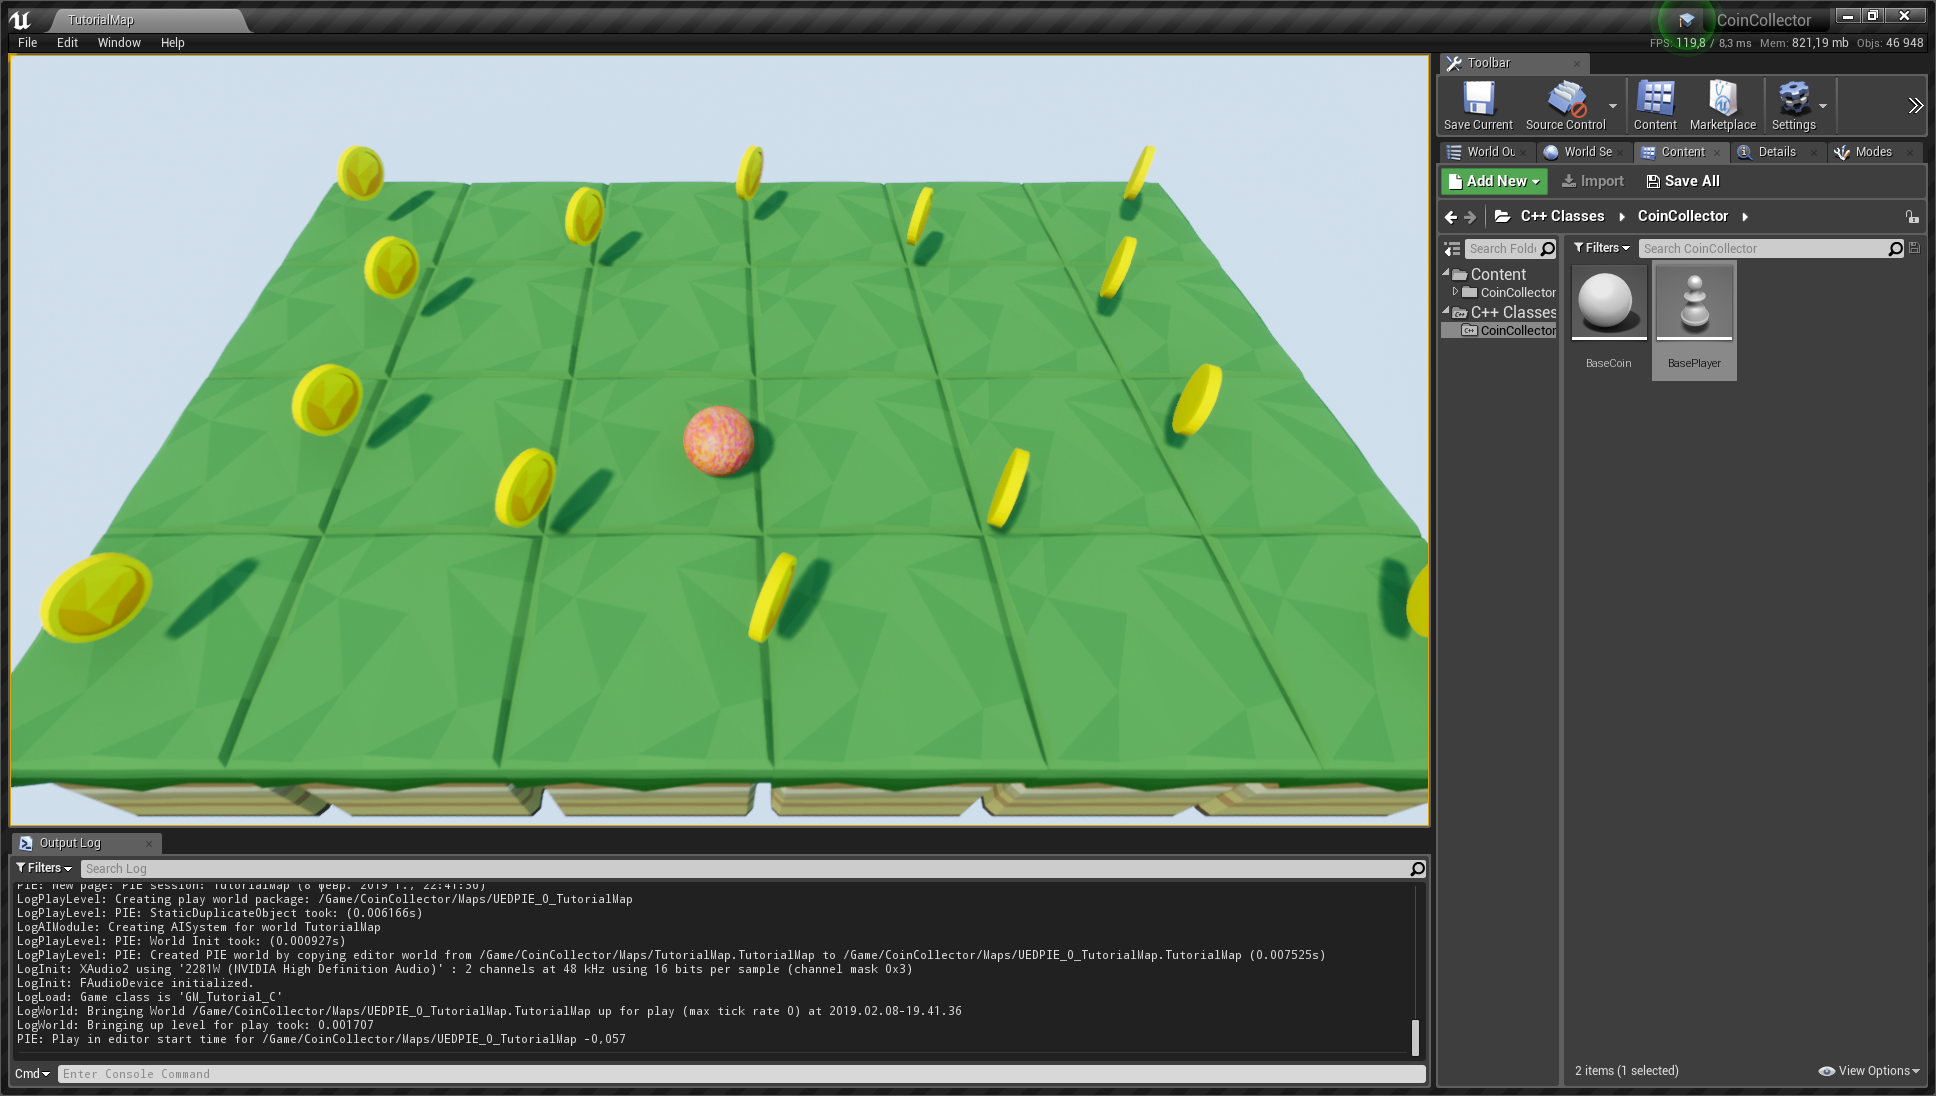 TutorialMap
CoinCollector
File Edit Window Help
FPS: 119,8 / 8,3 ms Mem: 821,19 mb Objs: 46 948
Toolbar
Save Current Source Control Content Marketplace Settings
World Ou World Se Content Details Modes
Add New Import Save All
C++ Classes CoinCollector
Search Folde Filters Search CoinCollector
Content
CoinCollector
C++ Classes
CoinCollector
BaseCoin BasePlayer
2 items (1 selected) View Options
Output Log
Filters Search Log
PIE: New page: PIE session: TutorialMap (8 февр. 2019 г., 22:41:36)
LogPlayLevel: Creating play world package: /Game/CoinCollector/Maps/UEDPIE_0_TutorialMap
LogPlayLevel: PIE: StaticDuplicateObject took: (0.006166s)
LogAIModule: Creating AISystem for world TutorialMap
LogPlayLevel: PIE: World Init took: (0.000927s)
LogPlayLevel: PIE: Created PIE world by copying editor world from /Game/CoinCollector/Maps/TutorialMap.TutorialMap to /Game/CoinCollector/Maps/UEDPIE_0_TutorialMap.TutorialMap (0.007525s)
LogInit: XAudio2 using '2281W (NVIDIA High Definition Audio)' : 2 channels at 48 kHz using 16 bits per sample (channel mask 0x3)
LogInit: FAudioDevice initialized.
LogLoad: Game class is 'GM_Tutorial_C'
LogWorld: Bringing World /Game/CoinCollector/Maps/UEDPIE_0_TutorialMap.TutorialMap up for play (max tick rate 0) at 2019.02.08-19.41.36
LogWorld: Bringing up level for play took: 0.001707
PIE: Play in editor start time for /Game/CoinCollector/Maps/UEDPIE_0_TutorialMap -0,057
Cmd Enter Console Command